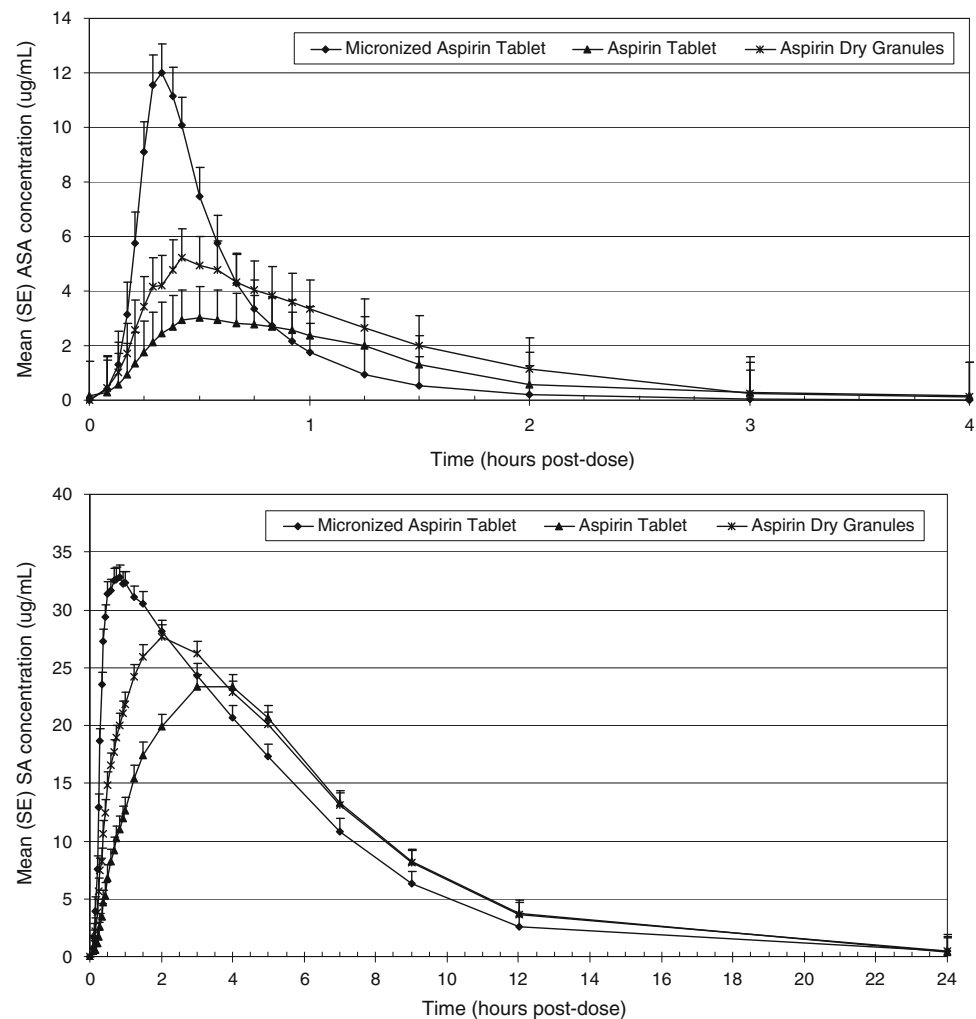 14
12
10
8
6
4
2
0
Mean (SE) ASA concentration (ug/mL)
Micronized Aspirin Tablet Aspirin Tablet Aspirin Dry Granules
0 1 2 3 4
Time (hours post-dose)
40
35
30
25
20
15
10
5
0
Mean (SE) SA concentration (ug/mL)
Micronized Aspirin Tablet Aspirin Tablet Aspirin Dry Granules
0 2 4 6 8 10 12 14 16 18 20 22 24
Time (hours post-dose)